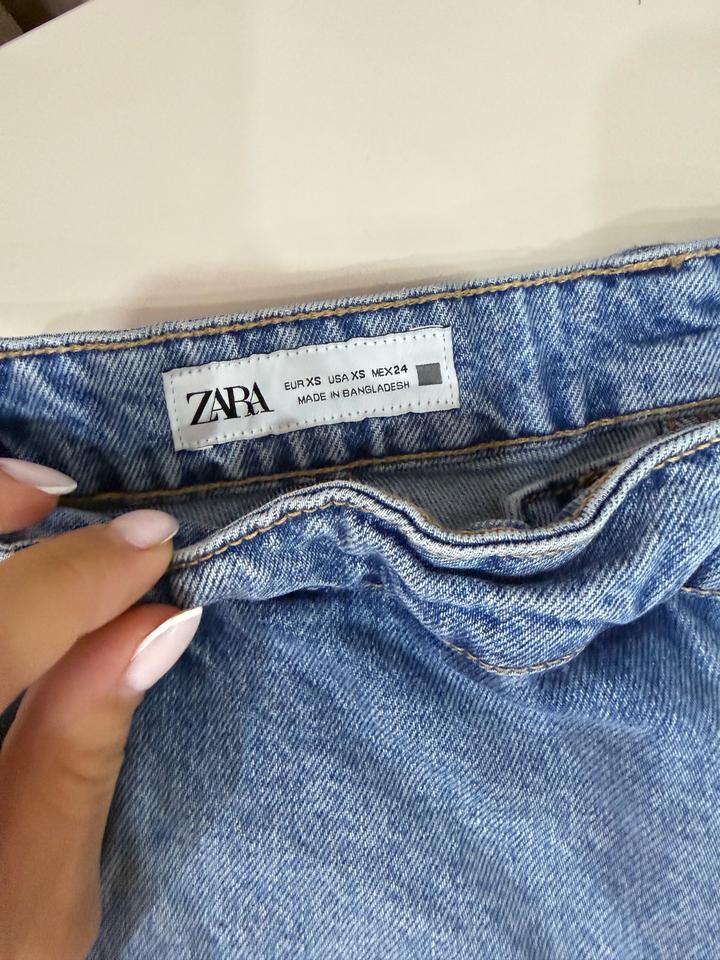 ZARA
EUR XS USA XS MEX 24
MADE IN BANGLADESH